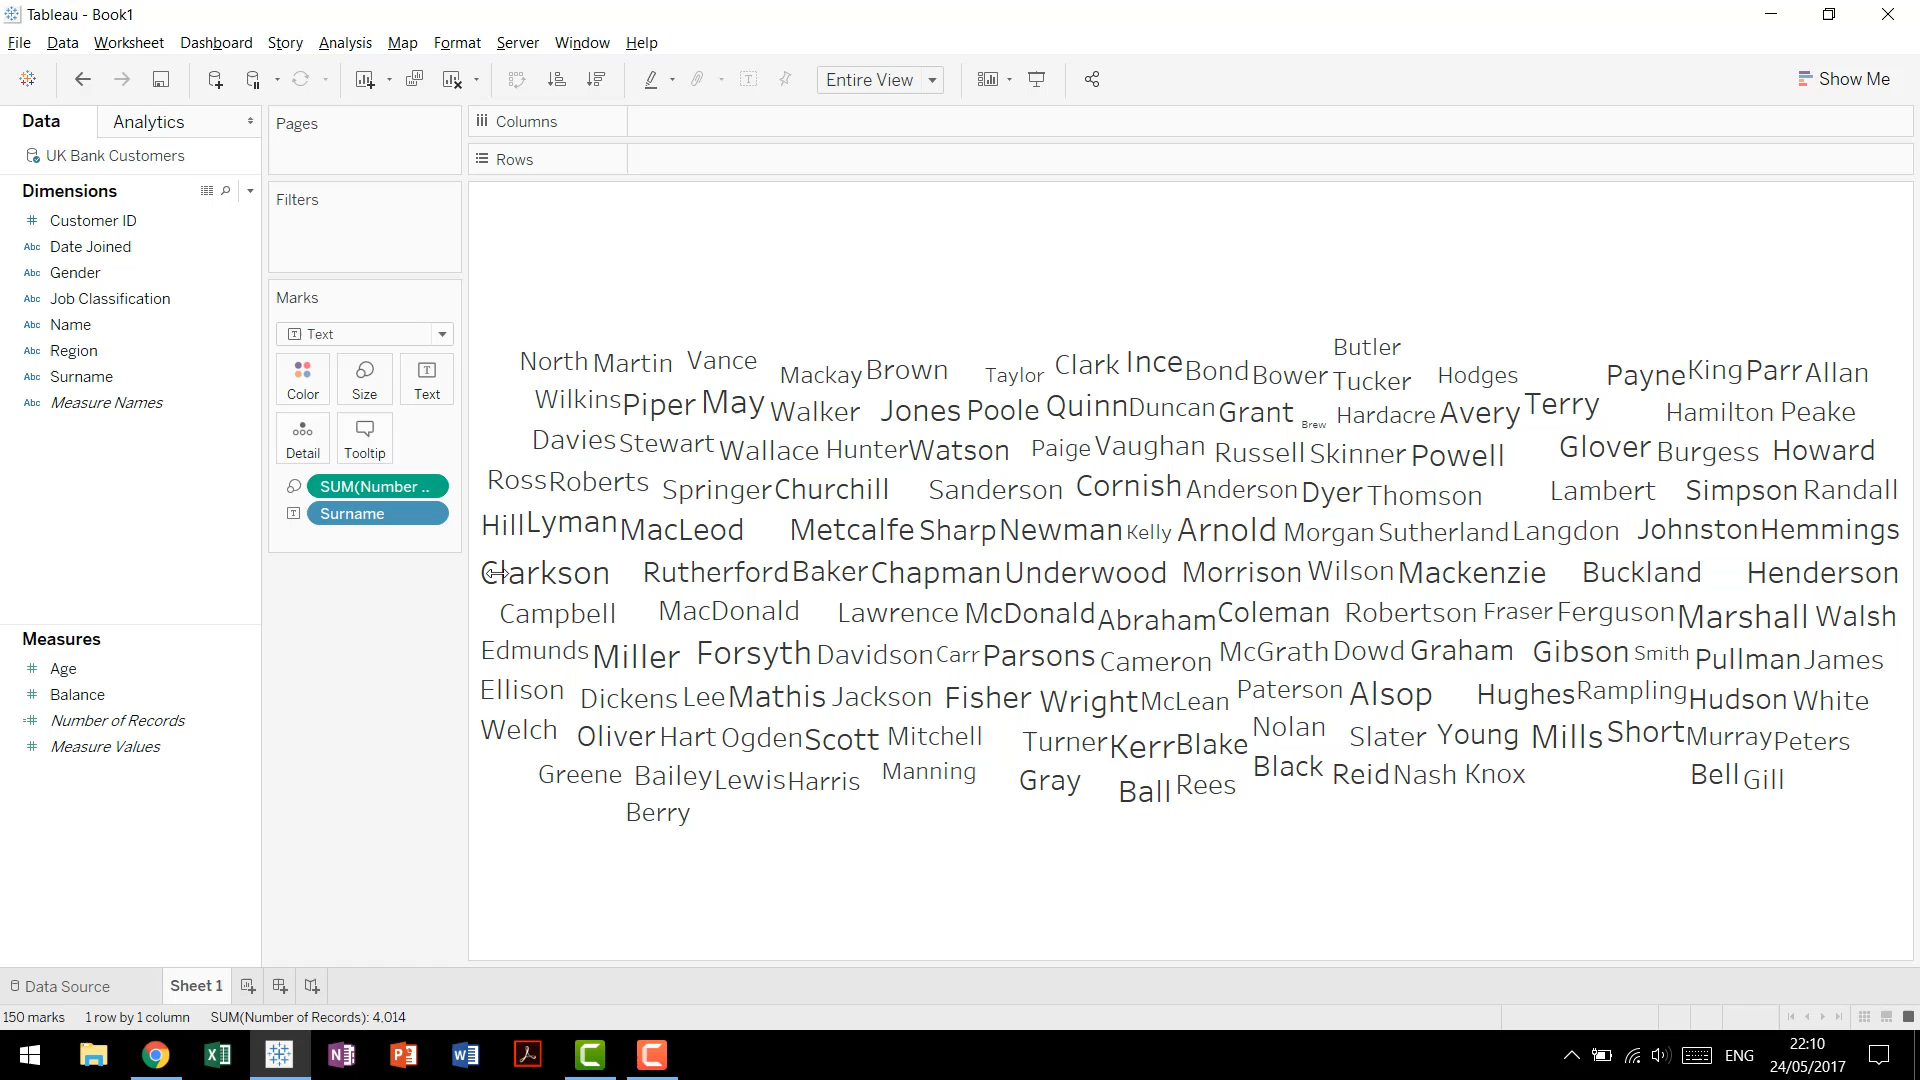 Tableau - Book1
File Data Worksheet Dashboard Story Analysis Map Format Server Window Help
Entire View
Show Me
Data Analytics
UK Bank Customers
Dimensions
# Customer ID
Abc Date Joined
Abc Gender
Abc Job Classification
Abc Name
Abc Region
Abc Surname
Abc Measure Names
Measures
# Age
# Balance
=# Number of Records
# Measure Values
Pages
Filters
Marks
T Text
Color Size Text
Detail Tooltip
SUM(Number ..
Surname
Columns
Rows
Butler
North Martin Vance Mackay Brown Taylor Clark Ince Bond Bower Tucker Hodges Payne King Parr Allan
Wilkins Piper May Walker Jones Poole Quinn Duncan Grant Brew Hardacre Avery Terry Hamilton Peake
Davies Stewart Wallace Hunter Watson Paige Vaughan Russell Skinner Powell Glover Burgess Howard
Ross Roberts Springer Churchill Sanderson Cornish Anderson Dyer Thomson Lambert Simpson Randall
Hill Lyman MacLeod Metcalfe Sharp Newman Kelly Arnold Morgan Sutherland Langdon Johnston Hemmings
Clarkson Rutherford Baker Chapman Underwood Morrison Wilson Mackenzie Buckland Henderson
Campbell MacDonald Lawrence McDonald Abraham Coleman Robertson Fraser Ferguson Marshall Walsh
Edmunds Miller Forsyth Davidson Carr Parsons Cameron McGrath Dowd Graham Gibson Smith Pullman James
Ellison Dickens Lee Mathis Jackson Fisher Wright McLean Paterson Alsop Hughes Rampling Hudson White
Welch Oliver Hart Ogden Scott Mitchell Turner Kerr Blake Nolan Slater Young Mills Short Murray Peters
Greene Bailey Lewis Harris Manning Gray Ball Rees Black Reid Nash Knox Bell Gill
Berry
Data Source Sheet 1
150 marks 1 row by 1 column SUM(Number of Records): 4,014
ENG
22:10
24/05/2017